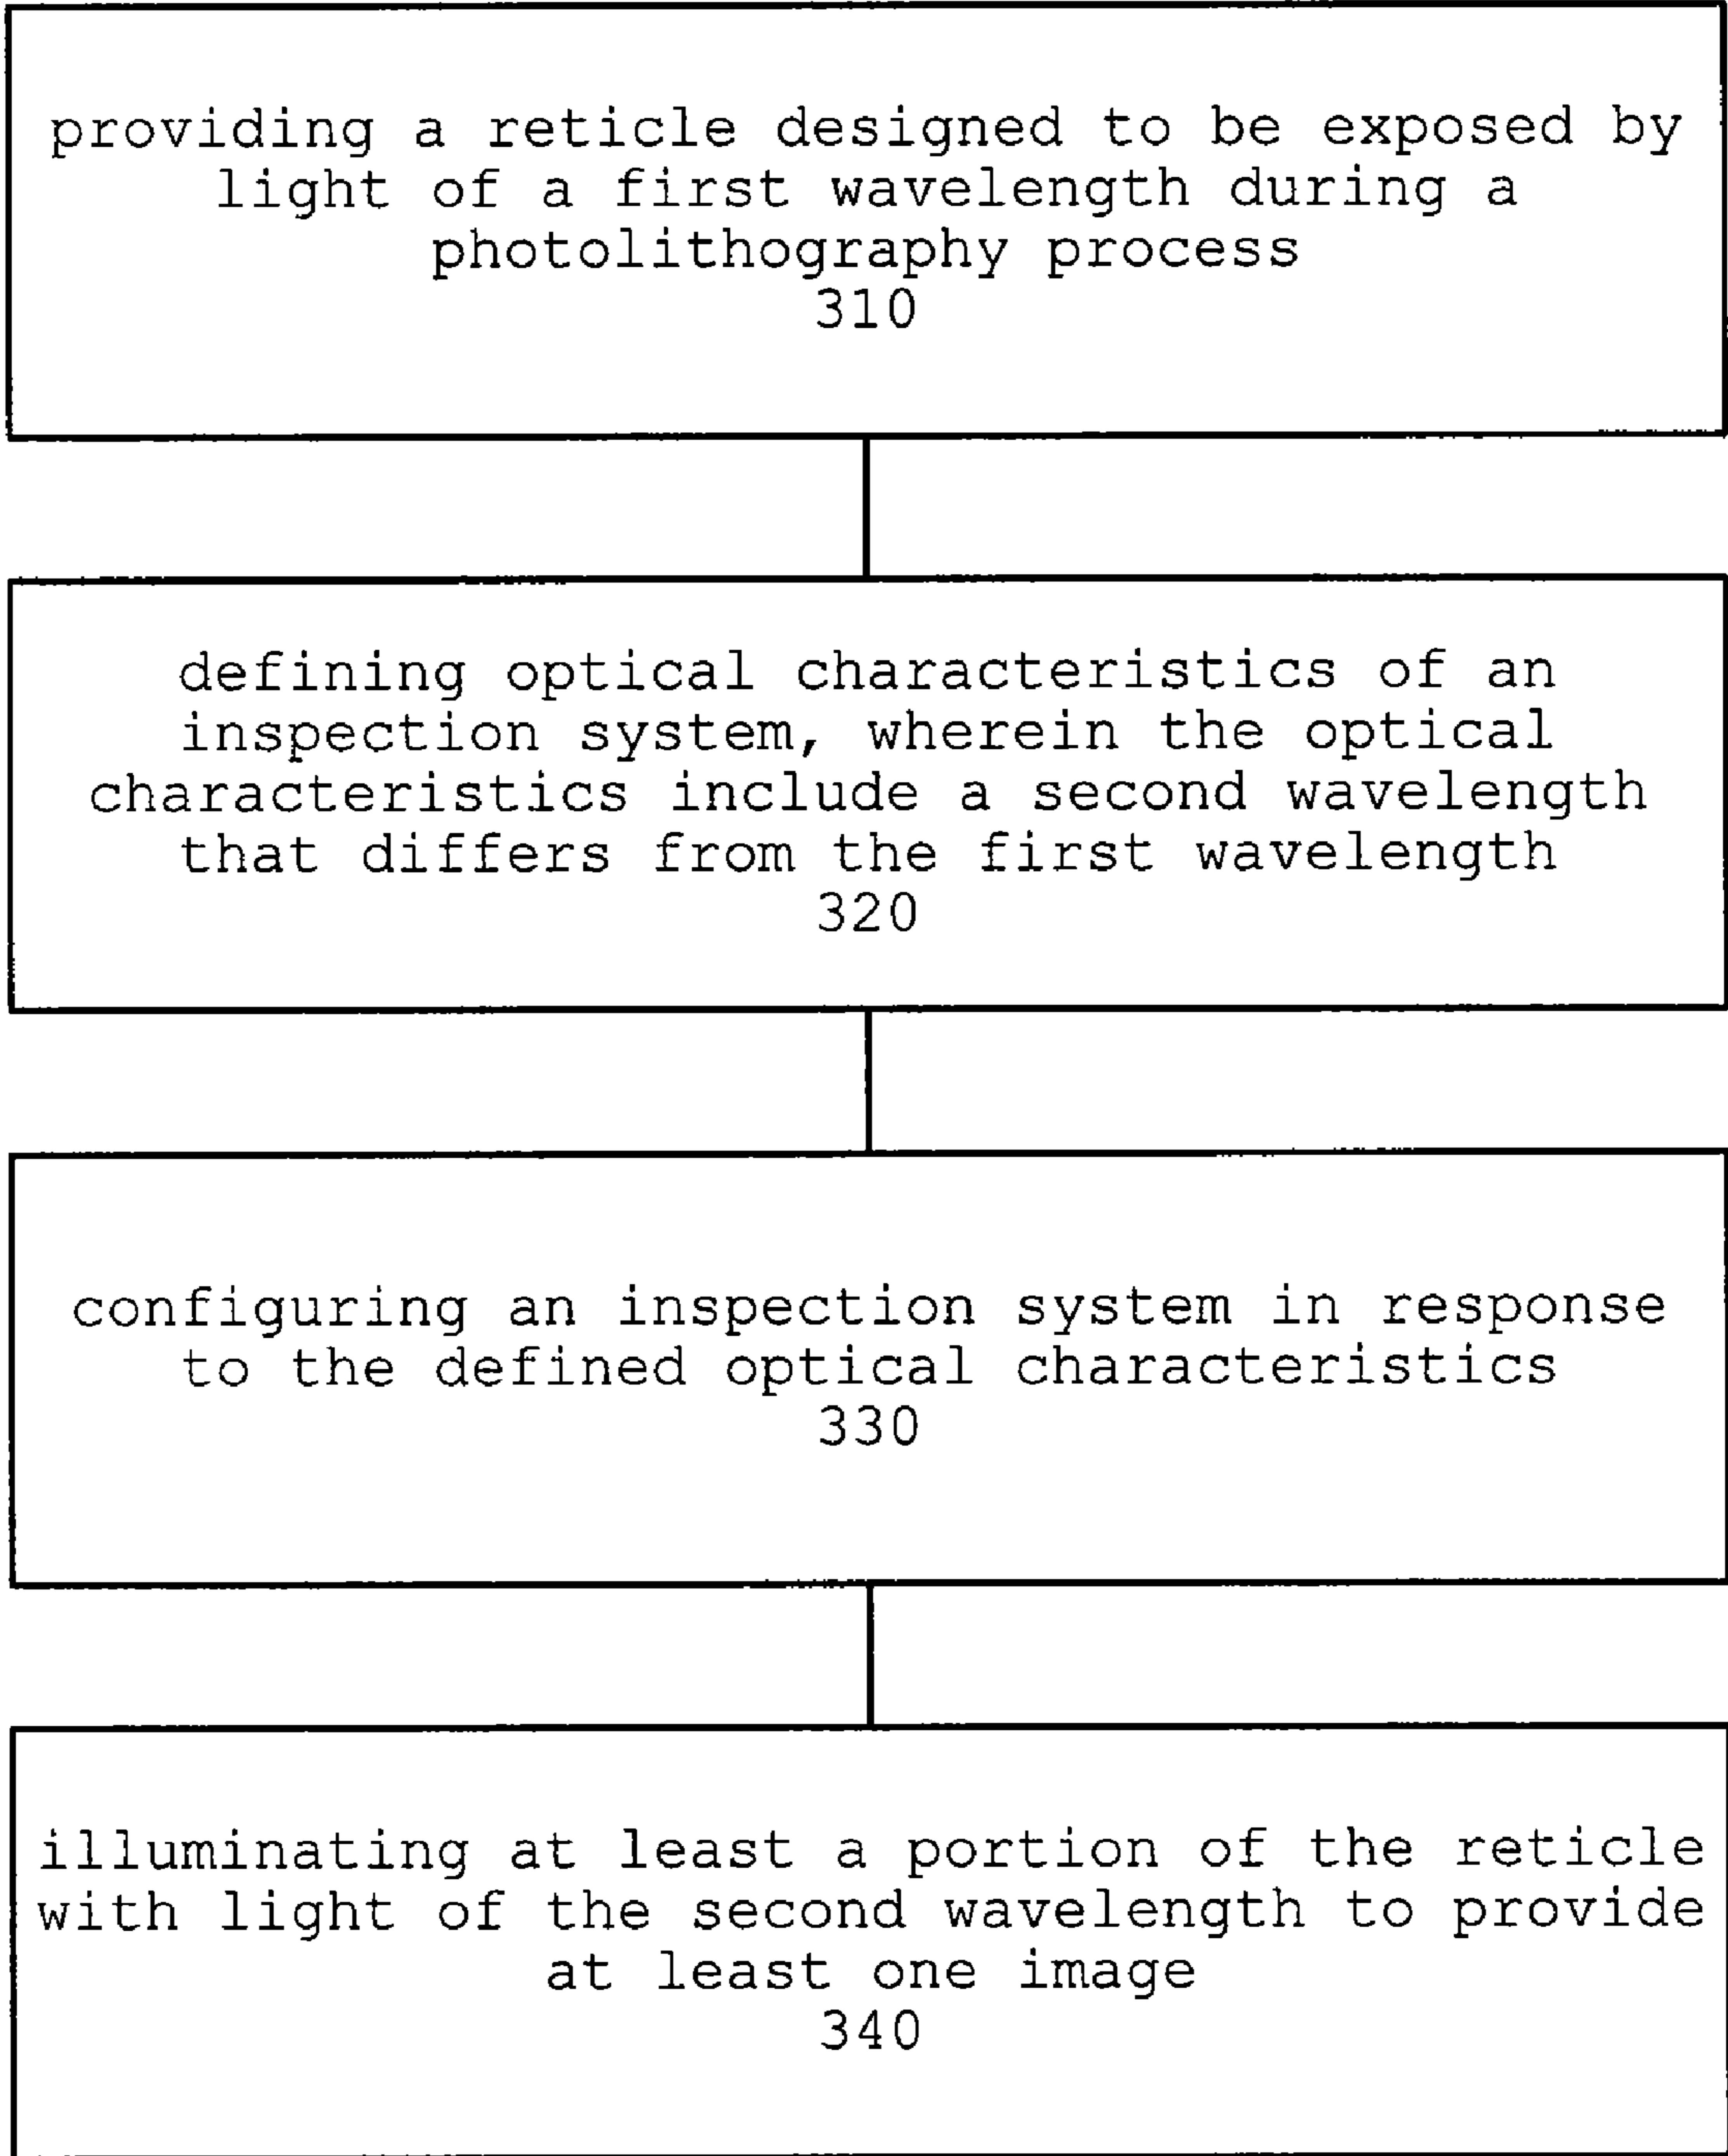 providing a reticle designed to be exposed by
light of a first wavelength during a
photolithography process
310
defining optical characteristics of an
inspection system, wherein the optical
characteristics include a second wavelength
that differs from the first wavelength
320
configuring an inspection system in response
to the defined optical characteristics
330
illuminating at least a portion of the reticle
with light of the second wavelength to provide
at least one image
340